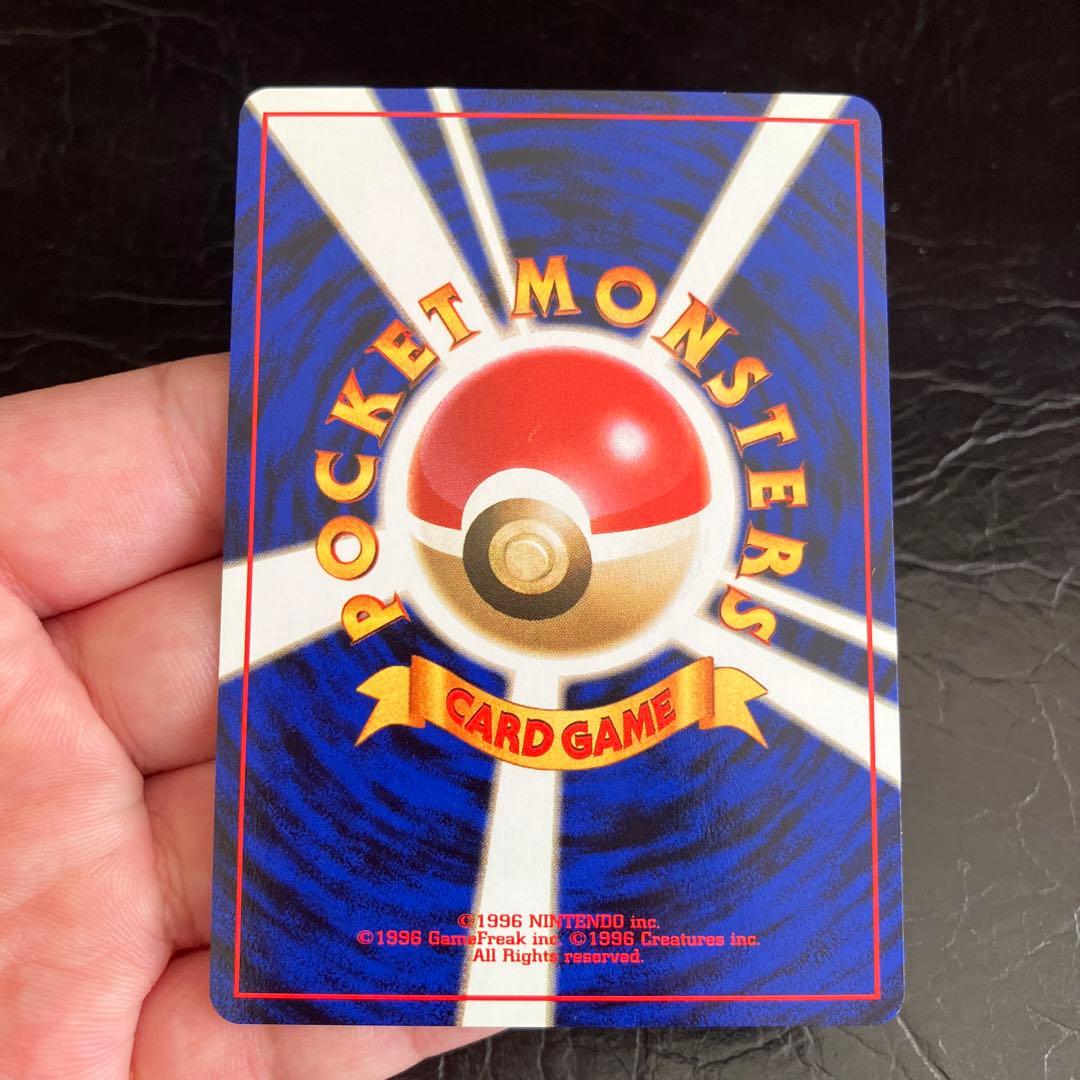 POCKET MONSTERS
CARD GAME
©1996 NINTENDO inc.
©1996 GameFreak inc. ©1996 Creatures inc.
All Rights reserved.